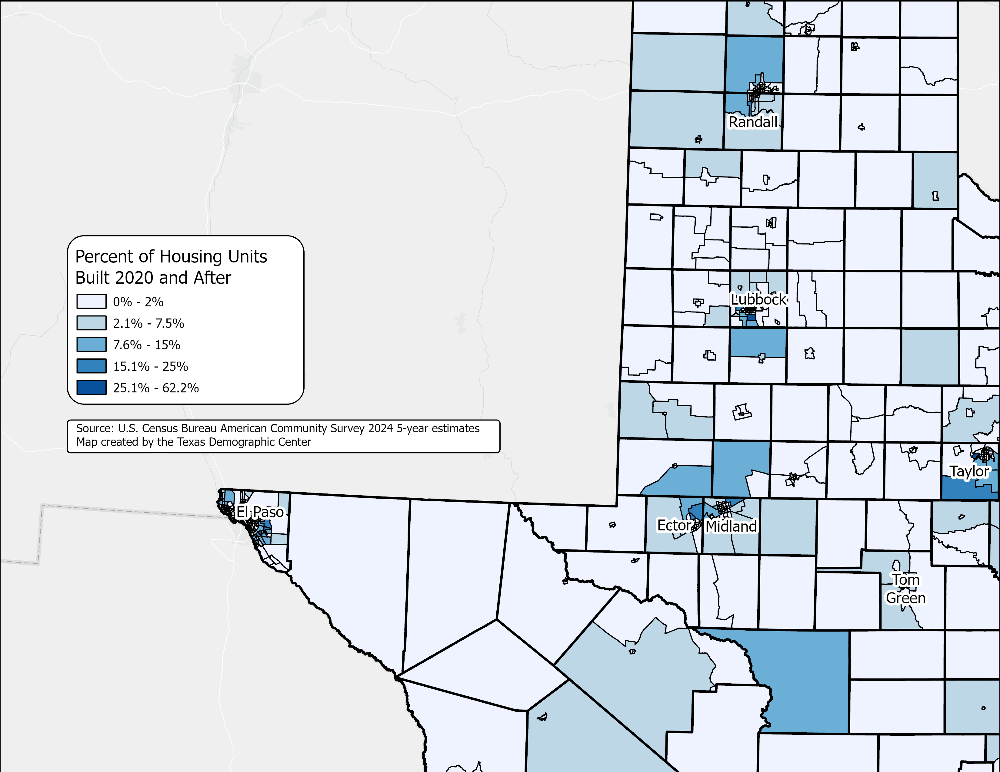 Randall
Lubbock
Percent of Housing Units
Built 2020 and After
0% - 2%
2.1% - 7.5%
7.6% - 15%
15.1% - 25%
25.1% - 62.2%
Source: U.S. Census Bureau American Community Survey 2024 5-year estimates
Map created by the Texas Demographic Center
Taylor
El Paso
Ector
Midland
Tom
Green